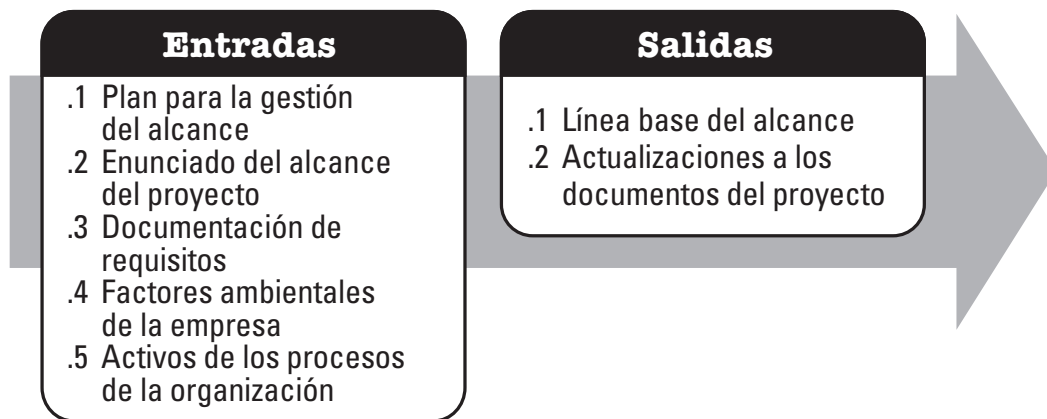 Entradas
.1 Plan para la gestión
del alcance
.2 Enunciado del alcance
del proyecto
.3 Documentación de
requisitos
.4 Factores ambientales
de la empresa
.5 Activos de los procesos
de la organización
Salidas
.1 Línea base del alcance
.2 Actualizaciones a los
documentos del proyecto